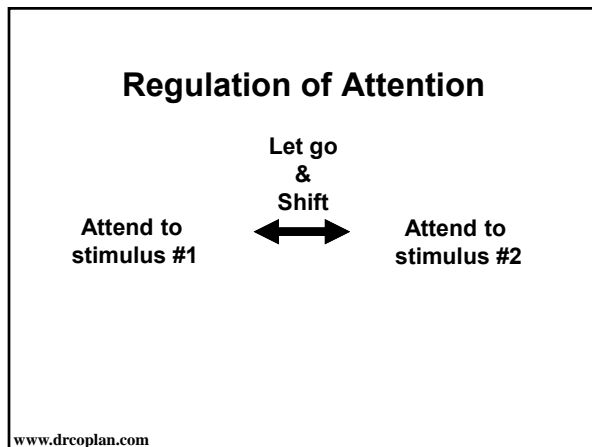 Regulation of Attention
Let go
&
Shift
Attend to
stimulus #1
Attend to
stimulus #2
www.drcoplan.com